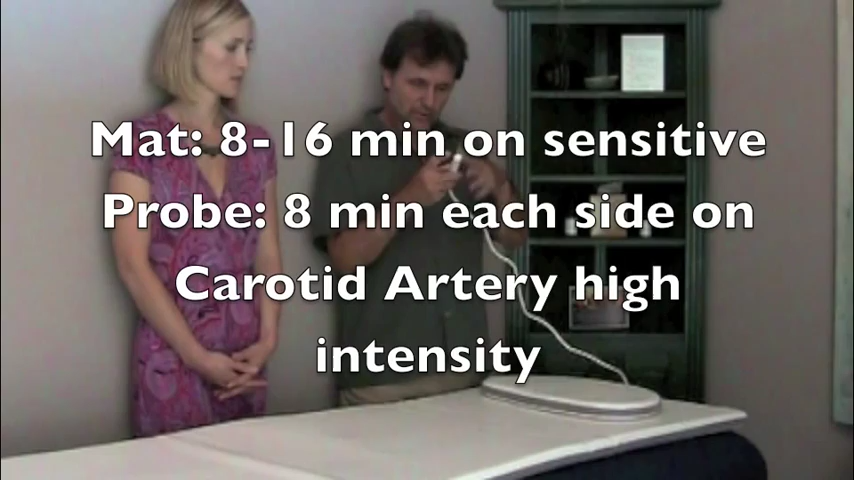 Mat: 8-16 min on sensitive
Probe: 8 min each side on
Carotid Artery high
intensity